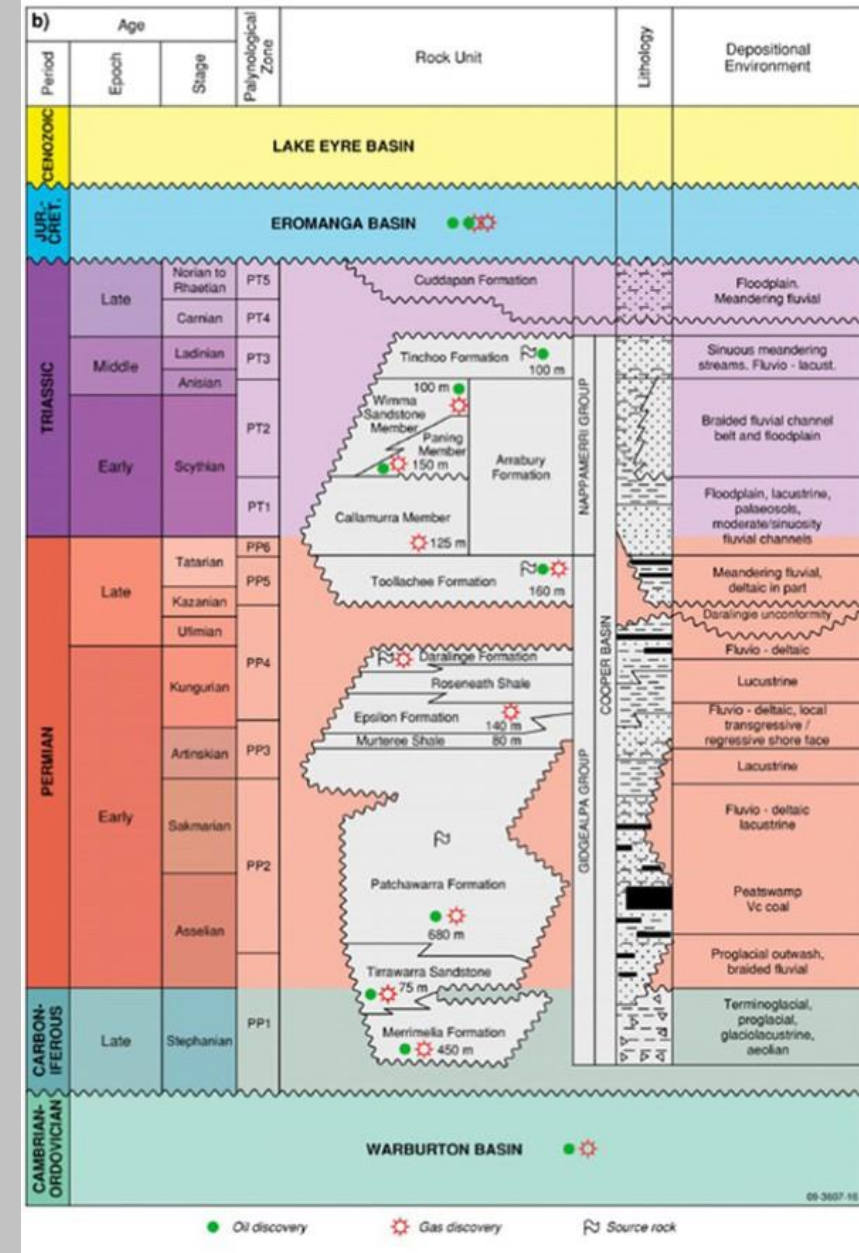 b)
Age
Period
Epoch
Stage
Palynological
Zone
Rock Unit
Lithology
Depositional
Environment
CENOZOIC
LAKE EYRE BASIN
JUR.-
CRET.
EROMANGA BASIN
TRIASSIC
Late
Norian to
Rhaetian
PT5
Cuddapan Formation
Floodplain.
Meandering fluvial
Carnian
PT4
Middle
Ladinian
PT3
Tinchoo Formation
100 m
Sinuous meandering
streams. Fluvio - lacust.
Anisian
Early
Scythian
PT2
100 m
Wimma
Sandstone
Member
Paning
Member
150 m
Arrabury
Formation
NAPPAMERRI GROUP
Braided fluvial channel
belt and floodplain
PT1
Callamurra Member
125 m
Floodplain, lacustrine,
palaeosols,
moderate/sinuosity
fluvial channels
PERMIAN
Late
Tatarian
PP6
PP5
Toollachee Formation
160 m
Meandering fluvial,
deltaic in part
Kazanian
Ufimian
Daralingie unconformity
COOPER BASIN
GIDGEALPA GROUP
Early
Kungurian
PP4
Daralinge Formation
Fluvio - deltaic
Roseneath Shale
Lucustrine
Epsilon Formation
140 m
Fluvio - deltaic, local
transgressive /
regressive shore face
Artinskian
PP3
Murteree Shale
80 m
Lacustrine
Sakmarian
PP2
Fluvio - deltaic
lacustrine
Asselian
Patchawarra Formation
680 m
Peatswamp
Vc coal
Tirrawarra Sandstone
75 m
Proglacial outwash,
braided fluvial
CARBON-
IFEROUS
Late
Stephanian
PP1
Merrimelia Formation
450 m
Terminoglacial,
proglacial,
glaciolacustrine,
aeolian
CAMBRIAN-
ORDOVICIAN
WARBURTON BASIN
09-3607-16
Oil discovery
Gas discovery
Source rock